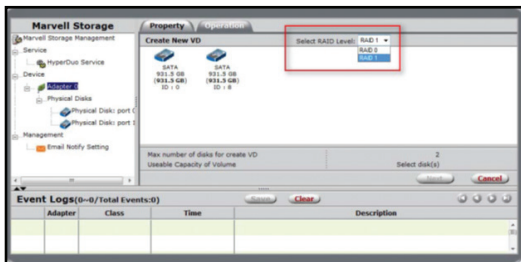 Marvell Storage
Property
Operation
Marvell Storage Management
Service
HyperDuo Service
Device
Adapter 0
Physical Disks
Physical Disk: port 0
Physical Disk: port 1
Management
Email Notify Setting
Create New VD
Select RAID Level: RAID 1
RAID 0
RAID 1
SATA
931.5 GB
(931.5 GB)
ID : 0
SATA
931.5 GB
(931.5 GB)
ID : 8
Max number of disks for create VD 2
Useable Capacity of Volume Select disk(s)
Next
Cancel
Event Logs(0~0/Total Events:0)
Save
Clear
Adapter Class Time Description